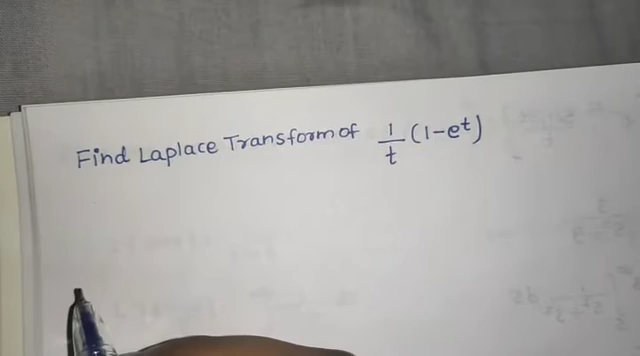 Find Laplace Transform of 1/t (1-e^t)